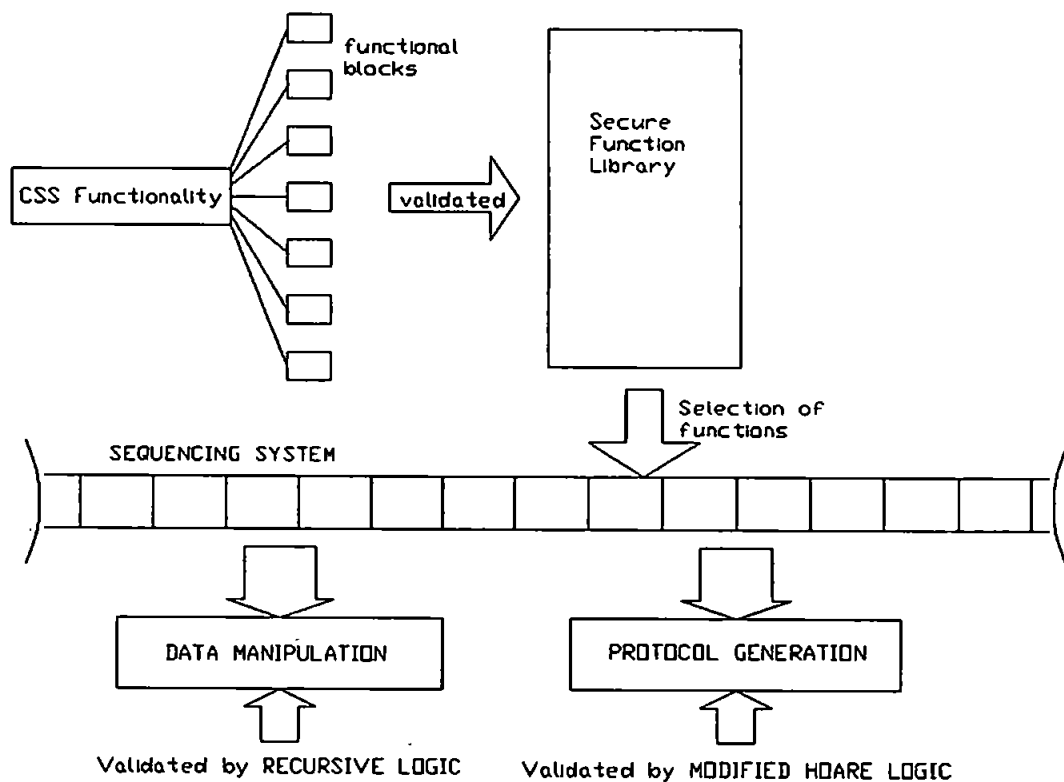 functional
blocks
Secure
Function
Library
CSS Functionality
validated
Selection of
functions
SEQUENCING SYSTEM
DATA MANIPULATION
PROTOCOL GENERATION
Validated by RECURSIVE LOGIC
Validated by MODIFIED HOARE LOGIC